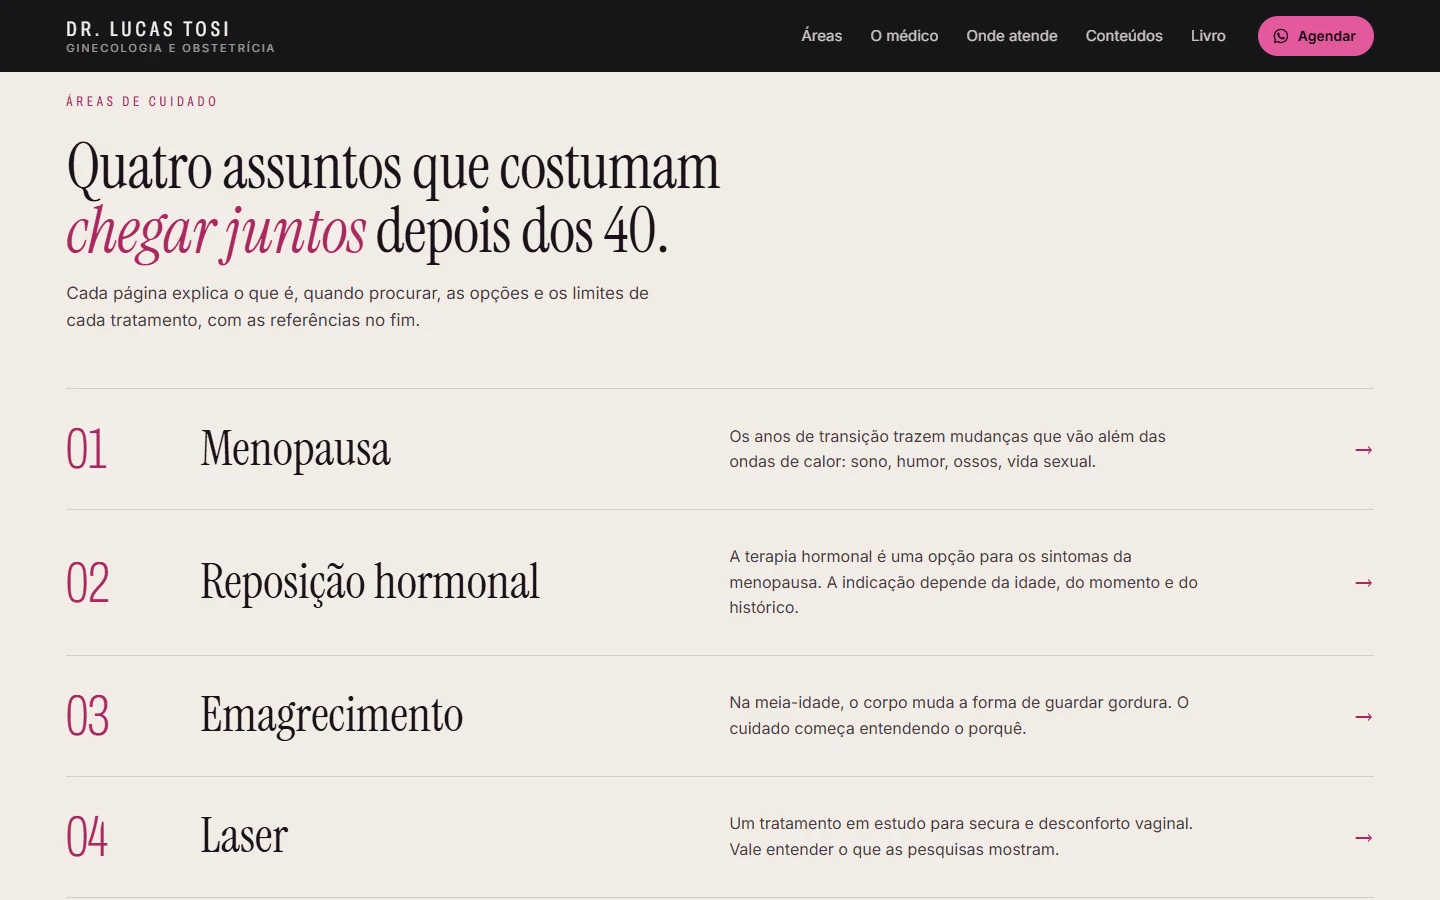 DR. LUCAS TOSI
GINECOLOGIA E OBSTETRÍCIA
Áreas
O médico
Onde atende
Conteúdos
Livro
Agendar
ÁREAS DE CUIDADO
Quatro assuntos que costumam
chegar juntos depois dos 40.
Cada página explica o que é, quando procurar, as opções e os limites de
cada tratamento, com as referências no fim.
01
Menopausa
Os anos de transição trazem mudanças que vão além das
ondas de calor: sono, humor, ossos, vida sexual.
→
02
Reposição hormonal
A terapia hormonal é uma opção para os sintomas da
menopausa. A indicação depende da idade, do momento e do
histórico.
→
03
Emagrecimento
Na meia-idade, o corpo muda a forma de guardar gordura. O
cuidado começa entendendo o porquê.
→
04
Laser
Um tratamento em estudo para secura e desconforto vaginal.
Vale entender o que as pesquisas mostram.
→